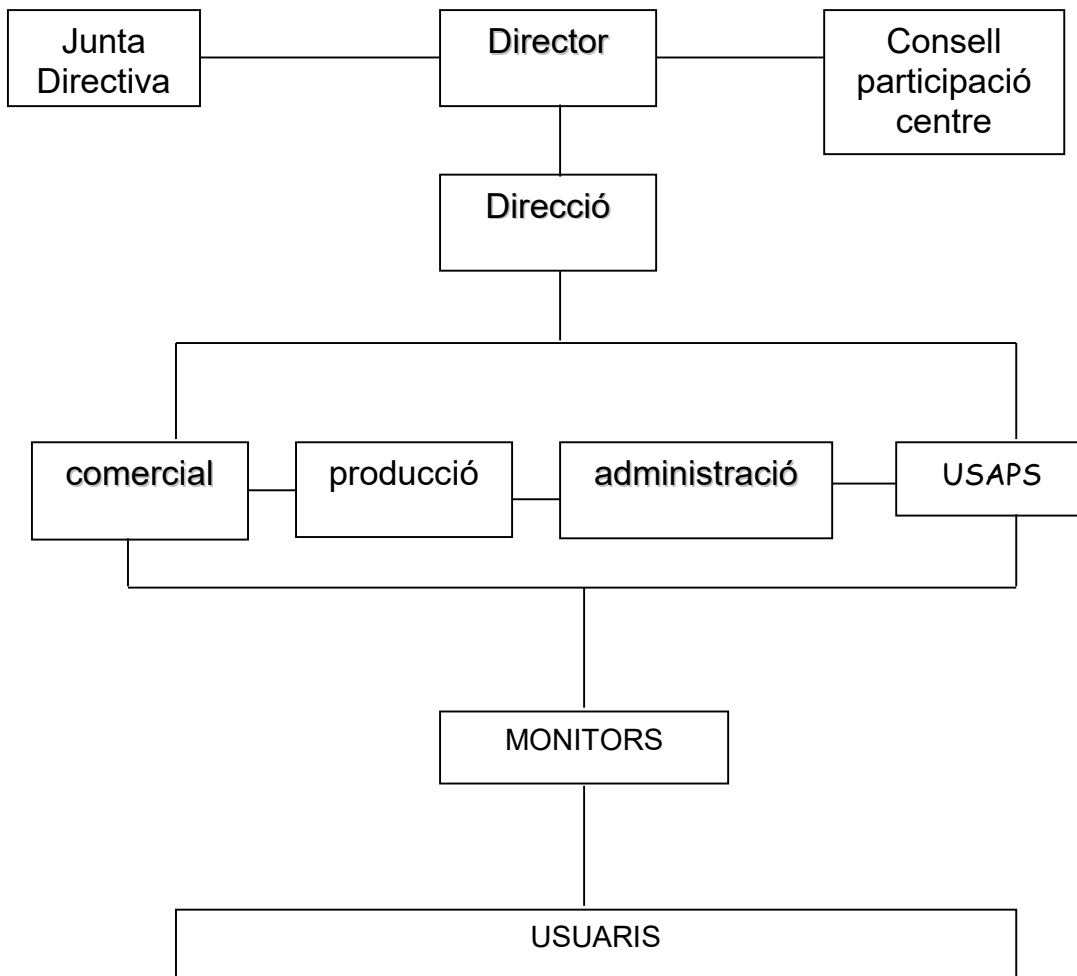 Junta
Directiva
Director
Consell
participació
centre
Direcció
comercial
producció
administració
USAPS
MONITORS
USUARIS